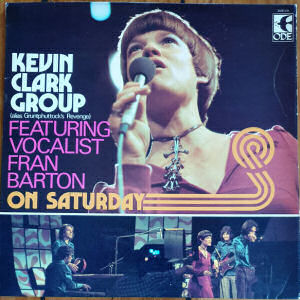 KEVIN
CLARK
GROUP
(alias Gruntphuttock's Revenge)
FEATURING
VOCALIST
FRAN
BARTON
ON SATURDAY
ODE